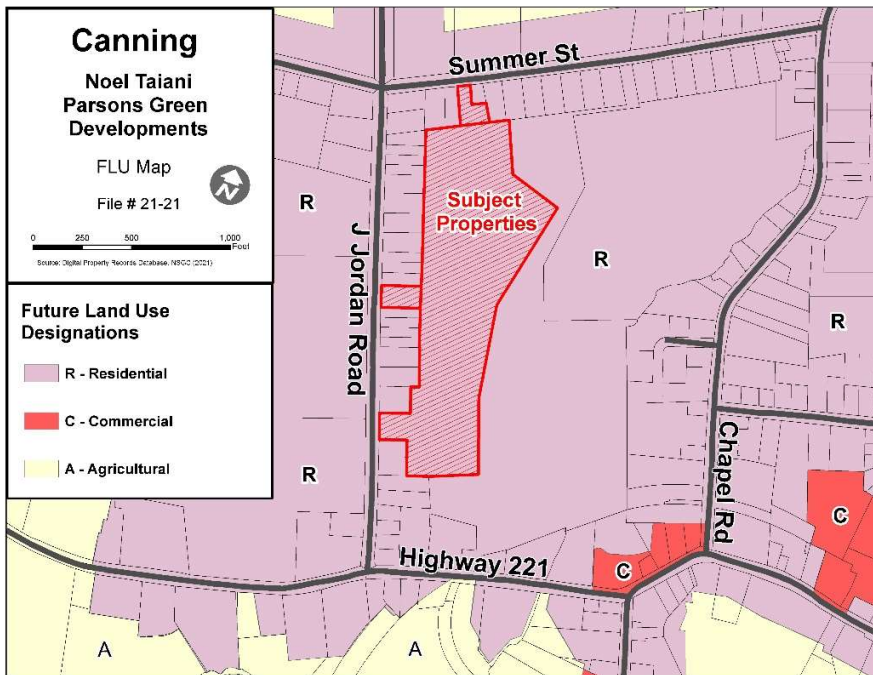 Canning
Noel Taiani
Parsons Green
Developments
FLU Map
File # 21-21
N
0 250 500 1,000
Feet
Source: Digital Property Records Database, NSGC (2021)
Future Land Use
Designations
R - Residential
C - Commercial
A - Agricultural
Summer St
Subject
Properties
R
R
R
J Jordan Road
Chapel Rd
R
C
Highway 221
C
A
A